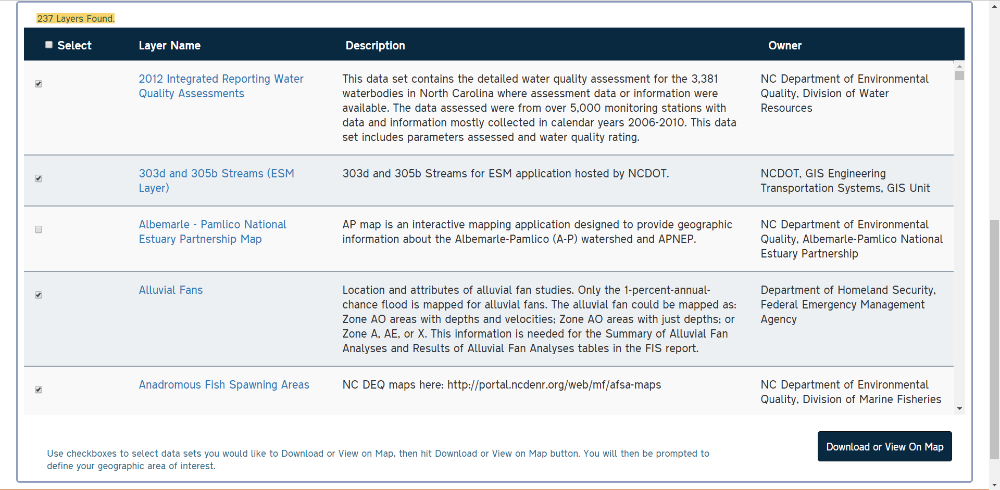 237 Layers Found.
Select Layer Name Description Owner
2012 Integrated Reporting Water
Quality Assessments
This data set contains the detailed water quality assessment for the 3,381
waterbodies in North Carolina where assessment data or information were
available. The data assessed were from over 5,000 monitoring stations with
data and information mostly collected in calendar years 2006-2010. This data
set includes parameters assessed and water quality rating.
NC Department of Environmental
Quality, Division of Water
Resources
303d and 305b Streams (ESM
Layer)
303d and 305b Streams for ESM application hosted by NCDOT.
NCDOT, GIS Engineering
Transportation Systems, GIS Unit
Albemarle - Pamlico National
Estuary Partnership Map
AP map is an interactive mapping application designed to provide geographic
information about the Albemarle-Pamlico (A-P) watershed and APNEP.
NC Department of Environmental
Quality, Albemarle-Pamlico National
Estuary Partnership
Alluvial Fans
Location and attributes of alluvial fan studies. Only the 1-percent-annual-
chance flood is mapped for alluvial fans. The alluvial fan could be mapped as:
Zone AO areas with depths and velocities; Zone AO areas with just depths; or
Zone A, AE, or X. This information is needed for the Summary of Alluvial Fan
Analyses and Results of Alluvial Fan Analyses tables in the FIS report.
Department of Homeland Security,
Federal Emergency Management
Agency
Anadromous Fish Spawning Areas
NC DEQ maps here: http://portal.ncdenr.org/web/mf/afsa-maps
NC Department of Environmental
Quality, Division of Marine Fisheries
Use checkboxes to select data sets you would like to Download or View on Map, then hit Download or View on Map button. You will then be prompted to
define your geographic area of interest.
Download or View On Map